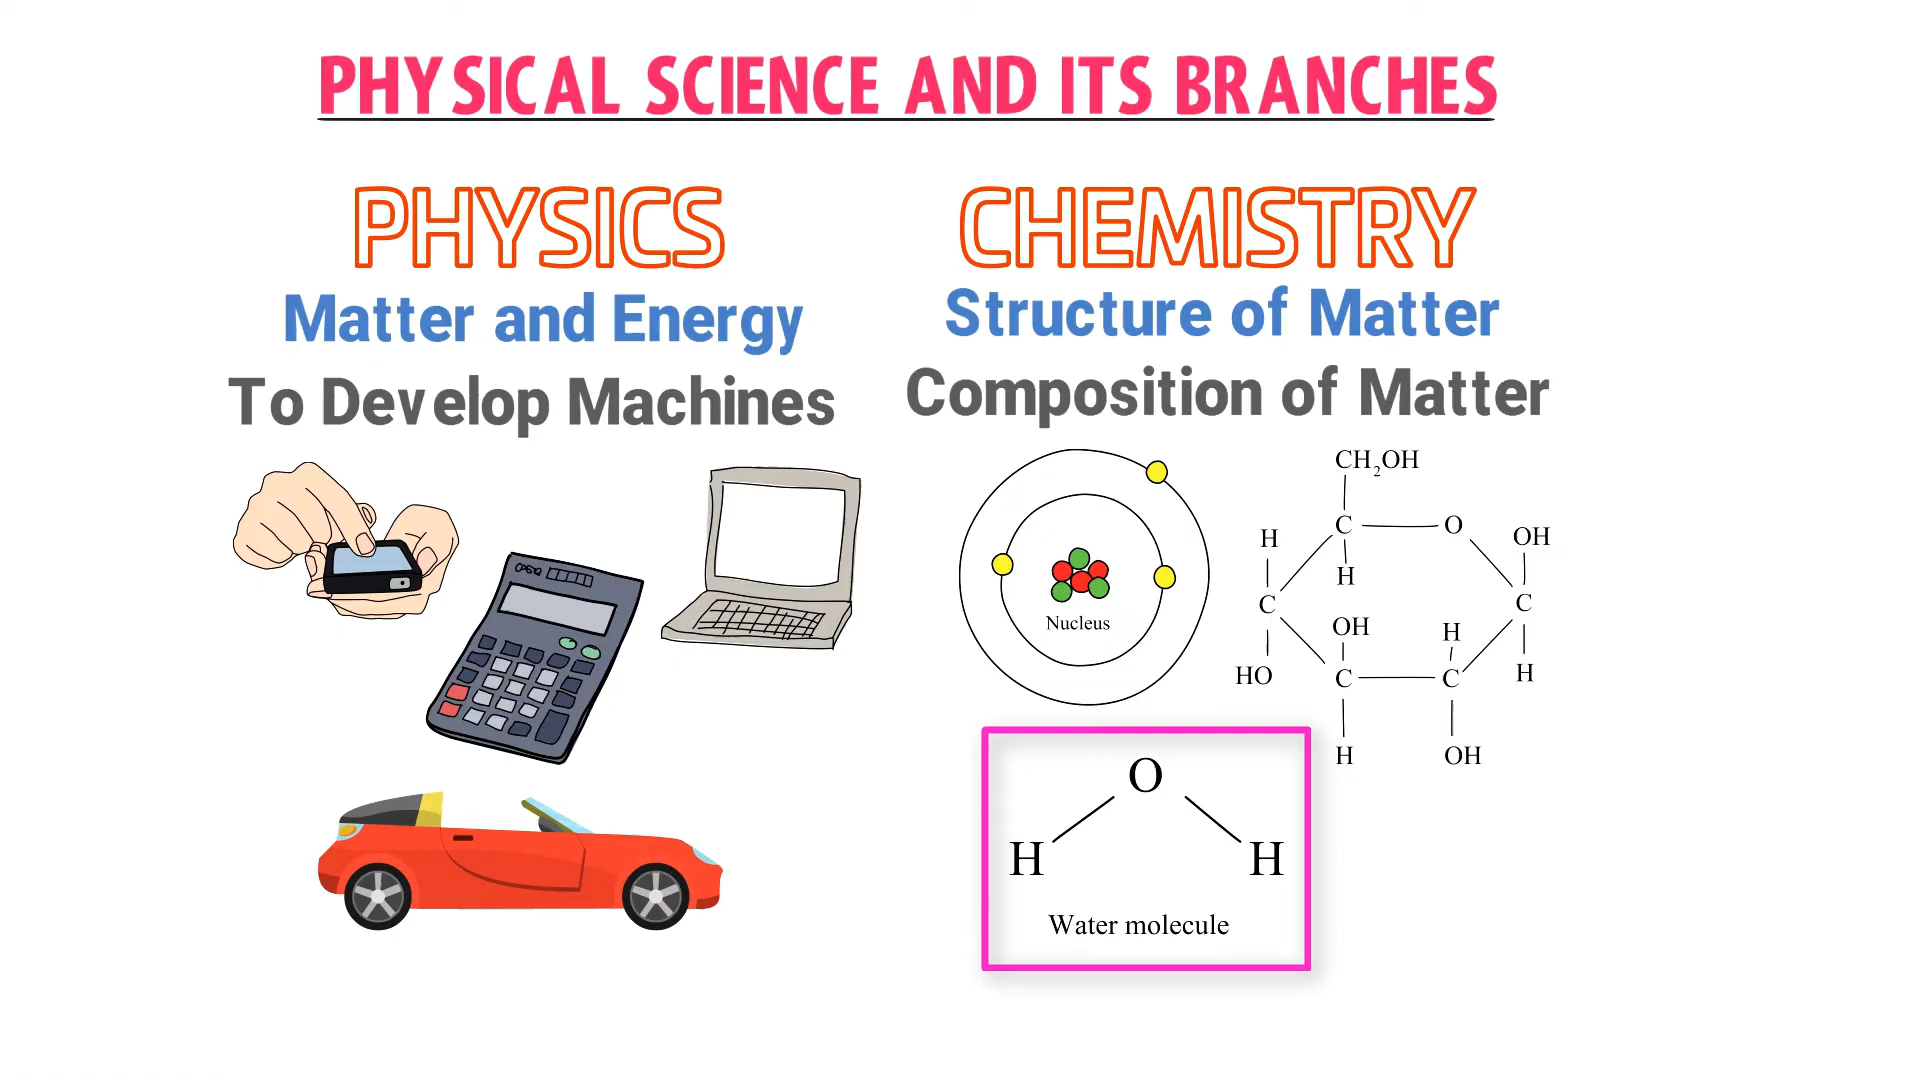 PHYSICAL SCIENCE AND ITS BRANCHES
PHYSICS
Matter and Energy
To Develop Machines
CHEMISTRY
Structure of Matter
Composition of Matter
Nucleus
CH₂OH
C O
H OH
H
C C
OH H
HO C C H
H OH
O
H H
Water molecule